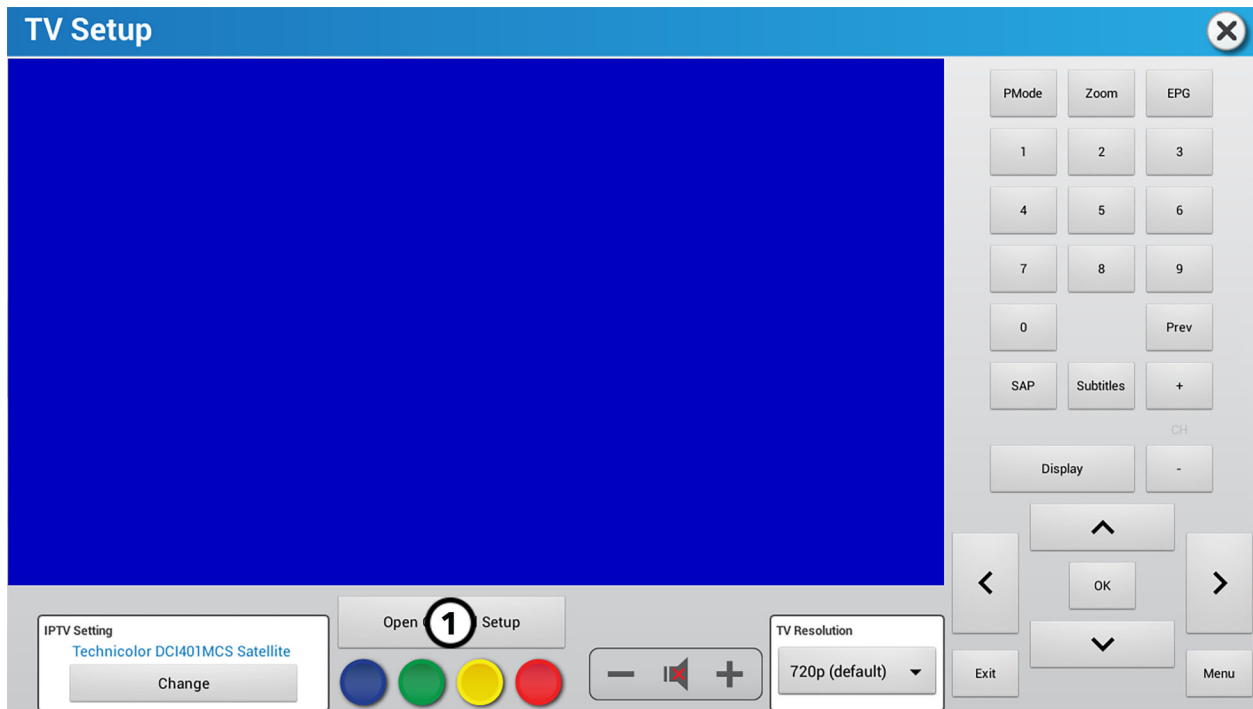 TV Setup
PMode Zoom EPG
1 2 3
4 5 6
7 8 9
0 Prev
SAP Subtitles +
CH
Display -
OK
Exit Menu
Open 1 Setup
IPTV Setting
Technicolor DCI401MCS Satellite
Change
TV Resolution
720p (default)